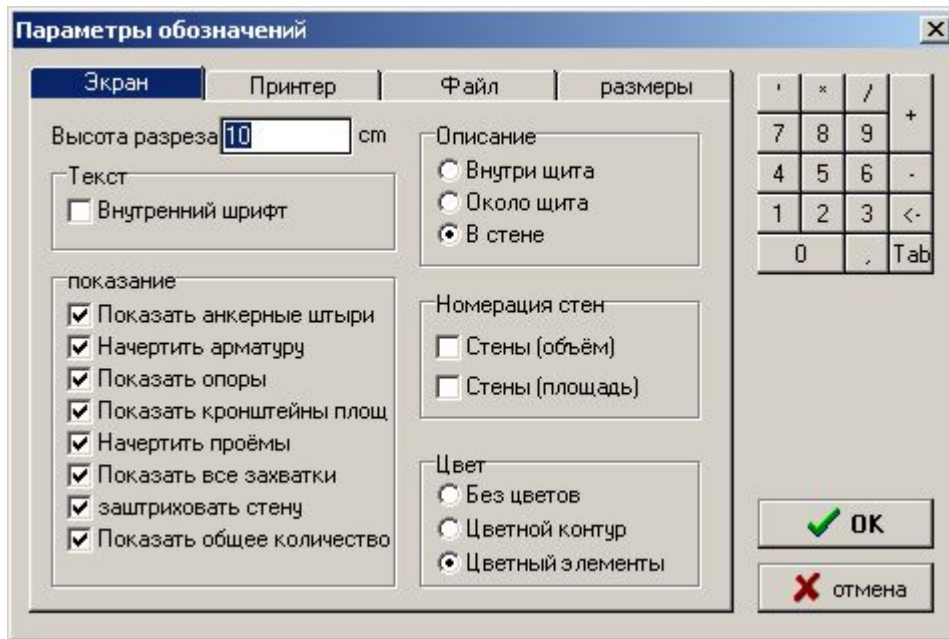 Параметры обозначений
Экран
Принтер
Файл
размеры
Высота разреза 10 cm
Текст
Внутренний шрифт
показание
Показать анкерные штыри
Начертить арматуру
Показать опоры
Показать кронштейны площ
Начертить проёмы
Показать все захватки
заштриховать стену
Показать общее количество
Описание
Внутри щита
Около щита
В стене
Номерация стен
Стены (объём)
Стены (площадь)
Цвет
Без цветов
Цветной контур
Цветный элементы
' * / +
7 8 9
4 5 6 -
1 2 3 <-
0 , Tab
OK
отмена